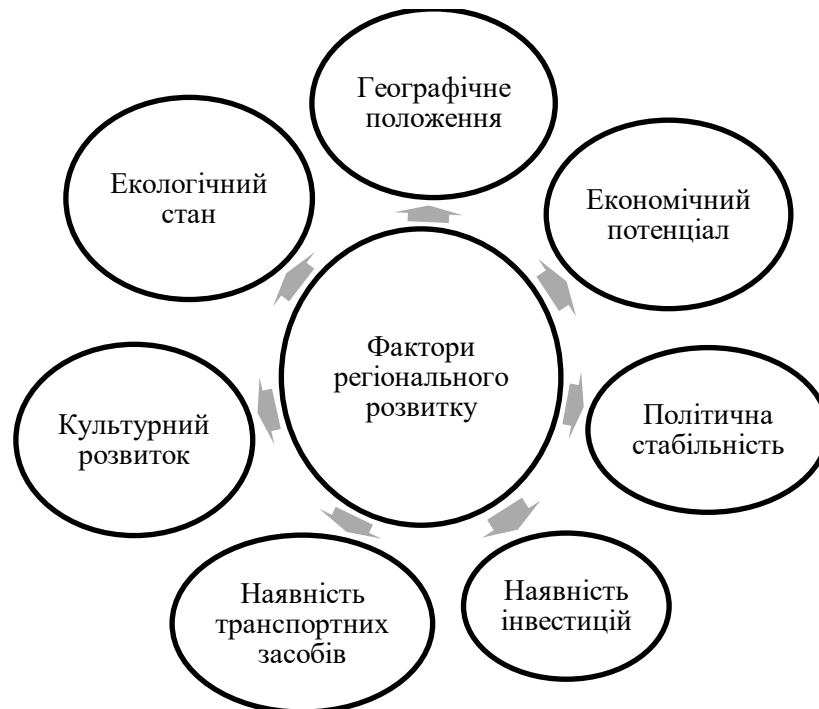 Географічне
положення
Економічний
потенціал
Політична
стабільність
Наявність
інвестицій
Наявність
транспортних
засобів
Культурний
розвиток
Екологічний
стан
Фактори
регіонального
розвитку